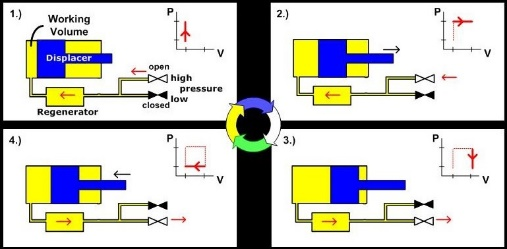 1.)
Working
Volume
P
V
Displacer
open
high
pressure
low
closed
Regenerator
2.)
P
V
4.)
P
V
3.)
P
V